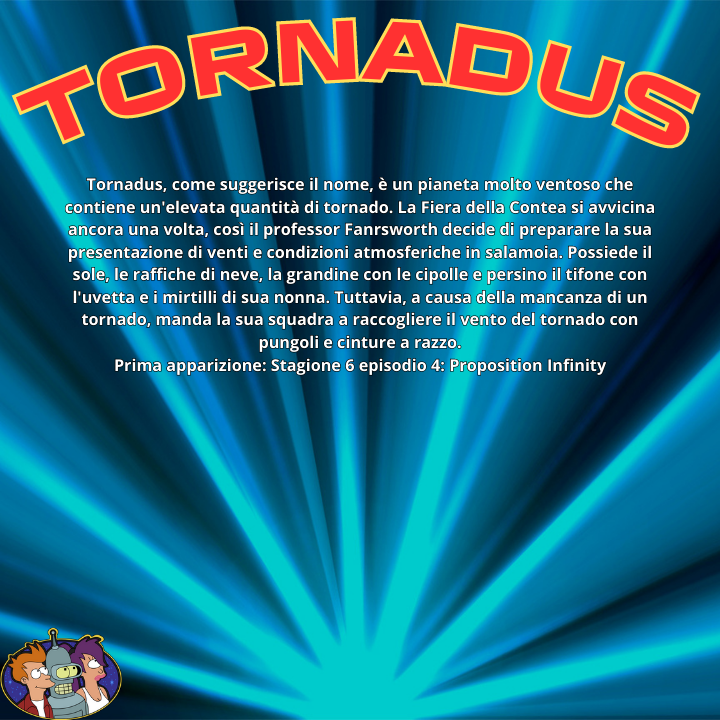 TORNADUS
Tornadus, come suggerisce il nome, è un pianeta molto ventoso che
contiene un'elevata quantità di tornado. La Fiera della Contea si avvicina
ancora una volta, così il professor Fanrsworth decide di preparare la sua
presentazione di venti e condizioni atmosferiche in salamoia. Possiede il
sole, le raffiche di neve, la grandine con le cipolle e persino il tifone con
l'uvetta e i mirtilli di sua nonna. Tuttavia, a causa della mancanza di un
tornado, manda la sua squadra a raccogliere il vento del tornado con
pungoli e cinture a razzo.
Prima apparizione: Stagione 6 episodio 4: Proposition Infinity